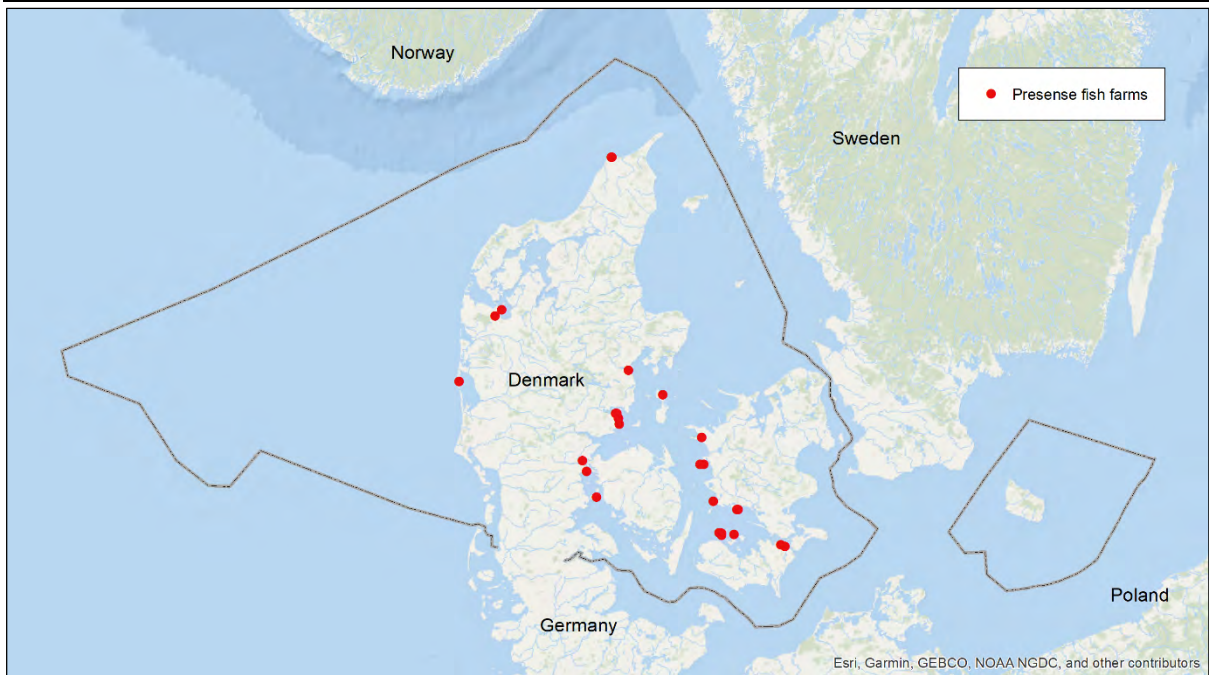 Norway
Presense fish farms
Sweden
Denmark
Poland
Germany
Esri, Garmin, GEBCO, NOAA NGDC, and other contributors